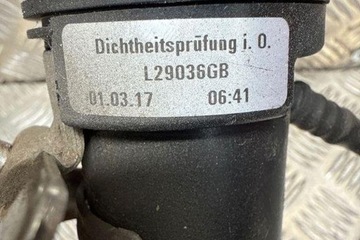 Dichtheitsprüfung i. O.
L29036GB
01.03.17 06:41